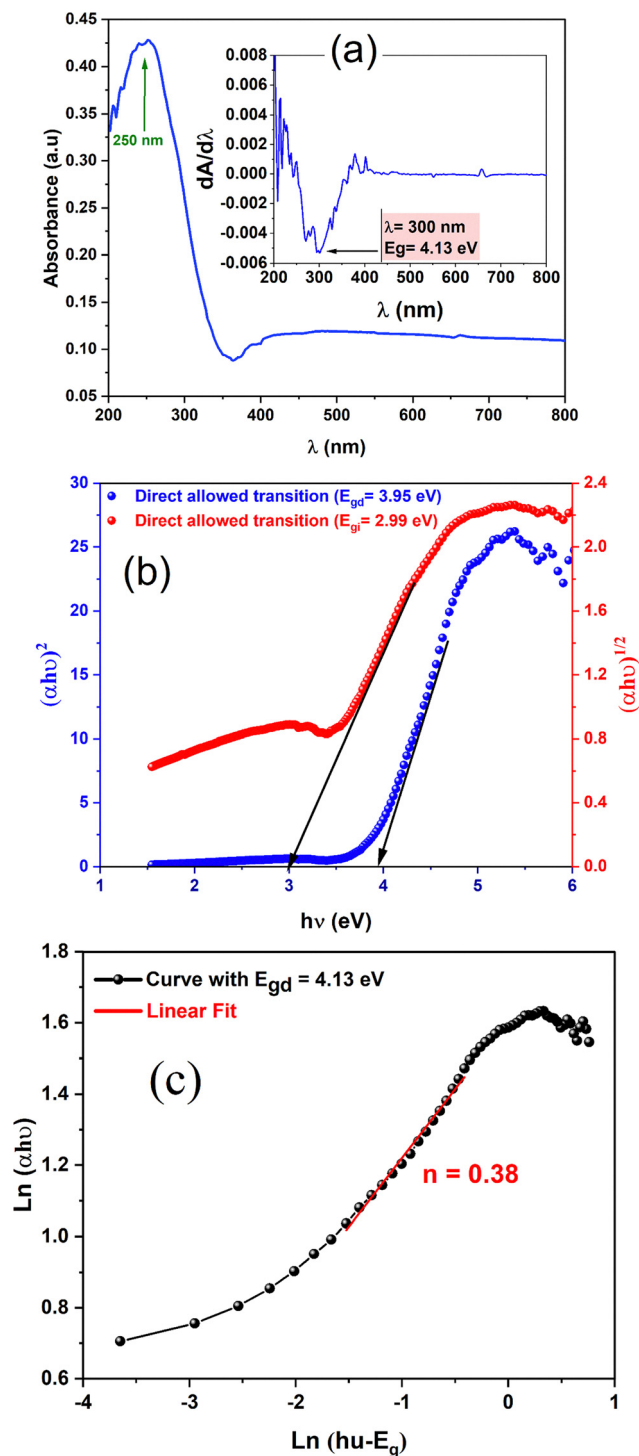 (a)
0.45
0.40
0.35
0.30
0.25
0.20
0.15
0.10
0.05
Absorbance (a.u)
250 nm
0.008
0.006
0.004
0.002
0.000
-0.002
-0.004
-0.006
dA/dλ
λ= 300 nm
Eg= 4.13 eV
200 300 400 500 600 700 800
λ (nm)
200 300 400 500 600 700 800
λ (nm)
(b)
Direct allowed transition (Egd= 3.95 eV)
Direct allowed transition (Egi= 2.99 eV)
30
25
20
15
10
5
0
(αhυ)2
2.4
1.8
1.2
0.6
0.0
(αhυ)1/2
1 2 3 4 5 6
hν (eV)
Curve with Egd = 4.13 eV
Linear Fit
(c)
n = 0.38
1.8
1.6
1.4
1.2
1.0
0.8
0.6
Ln (αhυ)
-4 -3 -2 -1 0 1
Ln (hu-Eg)